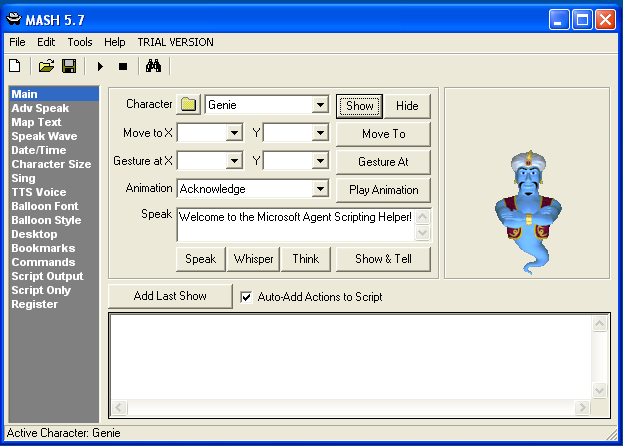 MASH 5.7
File Edit Tools Help TRIAL VERSION
Main
Adv Speak
Map Text
Speak Wave
Date/Time
Character Size
Sing
TTS Voice
Balloon Font
Balloon Style
Desktop
Bookmarks
Commands
Script Output
Script Only
Register
Character Genie Show Hide
Move to X Y Move To
Gesture at X Y Gesture At
Animation Acknowledge Play Animation
Speak Welcome to the Microsoft Agent Scripting Helper!
Speak Whisper Think Show & Tell
Add Last Show Auto-Add Actions to Script
Active Character: Genie